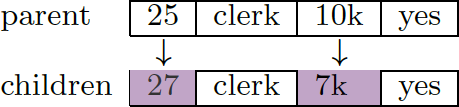 parent 25 clerk 10k yes
↓ ↓
children 27 clerk 7k yes